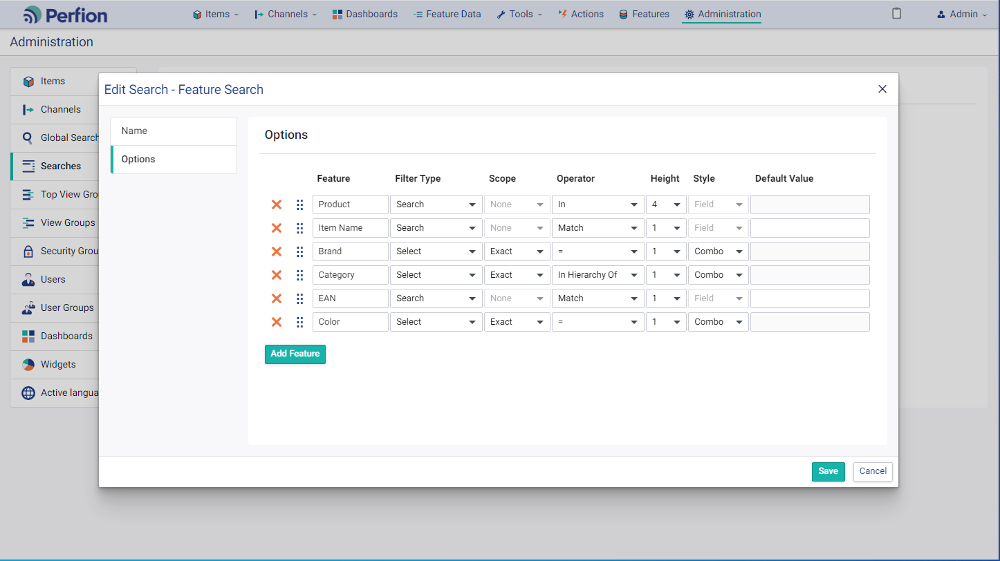 Perfion Items Channels Dashboards Feature Data Tools Actions Features Administration Admin
Administration
Items
Channels
Global Search
Searches
Top View Gro
View Groups
Security Grou
Users
User Groups
Dashboards
Widgets
Active langua
Edit Search - Feature Search
Name
Options
Options
Feature Filter Type Scope Operator Height Style Default Value
Product Search None In 4 Field
Item Name Search None Match 1 Field
Brand Select Exact = 1 Combo
Category Select Exact In Hierarchy Of 1 Combo
EAN Search None Match 1 Field
Color Select Exact = 1 Combo
Add Feature
Save Cancel